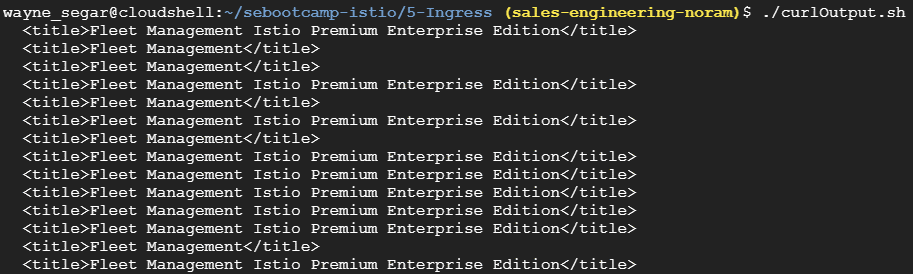 wayne_segar@cloudshell:~/sebootcamp-istio/5-Ingress (sales-engineering-noram)$ ./curlOutput.sh
<title>Fleet Management Istio Premium Enterprise Edition</title>
<title>Fleet Management</title>
<title>Fleet Management</title>
<title>Fleet Management Istio Premium Enterprise Edition</title>
<title>Fleet Management</title>
<title>Fleet Management Istio Premium Enterprise Edition</title>
<title>Fleet Management</title>
<title>Fleet Management Istio Premium Enterprise Edition</title>
<title>Fleet Management Istio Premium Enterprise Edition</title>
<title>Fleet Management Istio Premium Enterprise Edition</title>
<title>Fleet Management Istio Premium Enterprise Edition</title>
<title>Fleet Management Istio Premium Enterprise Edition</title>
<title>Fleet Management</title>
<title>Fleet Management Istio Premium Enterprise Edition</title>